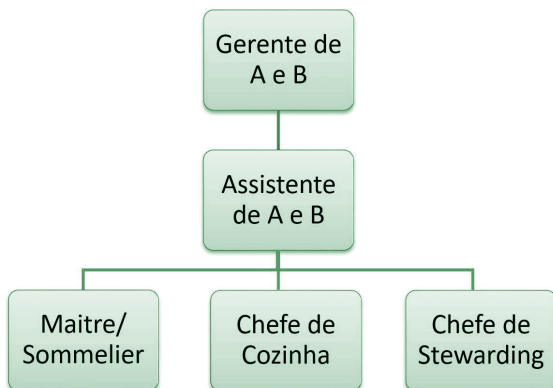 Gerente de
A e B
Assistente
de A e B
Maitre/
Sommelier
Chefe de
Cozinha
Chefe de
Stewarding